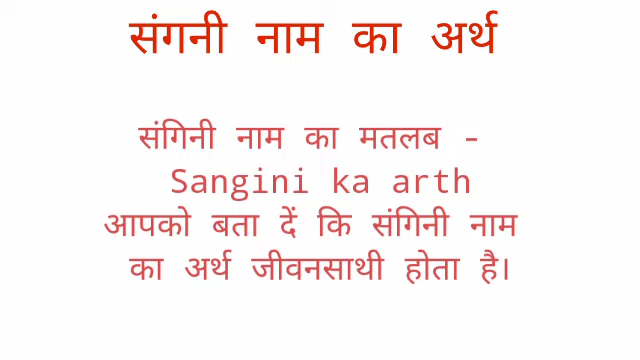 संगनी नाम का अर्थ
संगिनी नाम का मतलब -
Sangini ka arth
आपको बता दें कि संगिनी नाम
का अर्थ जीवनसाथी होता है।